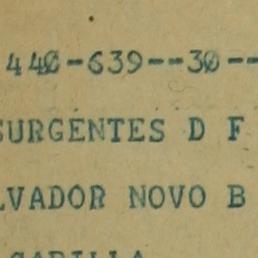 440-639--30--
SURGENTES D F
LVADOR NOVO B